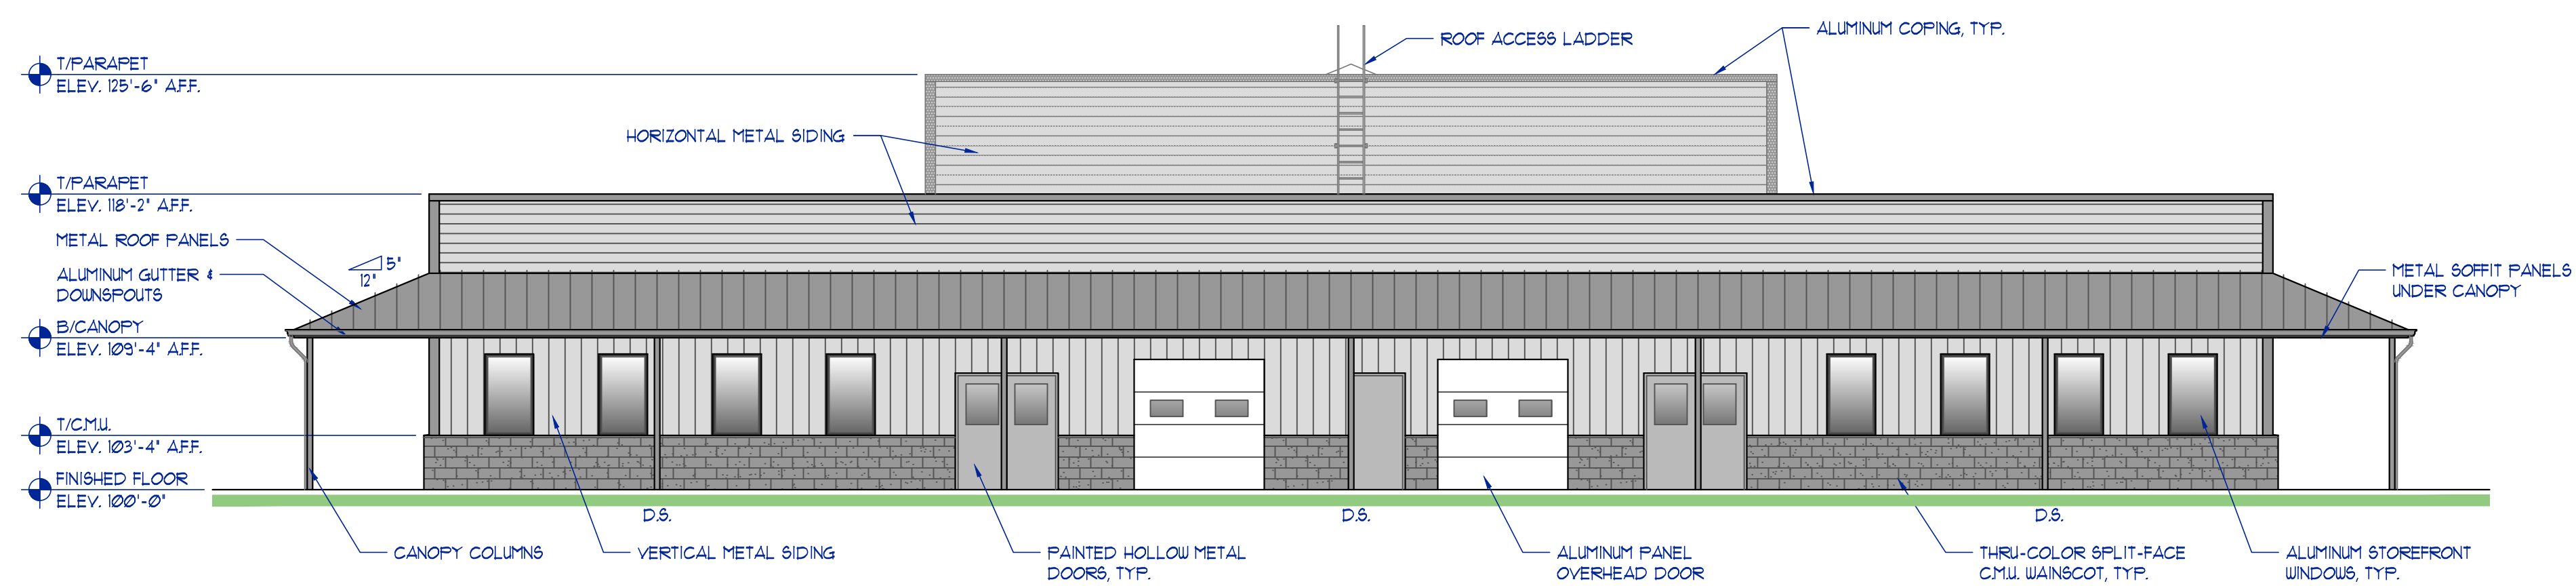 ROOF ACCESS LADDER
ALUMINUM COPING, TYP.
T/PARAPET
ELEV. 125'-6" A.F.F.
HORIZONTAL METAL SIDING
T/PARAPET
ELEV. 118'-2" A.F.F.
METAL ROOF PANELS
5"
12"
ALUMINUM GUTTER &
DOWNSPOUTS
METAL SOFFIT PANELS
UNDER CANOPY
B/CANOPY
ELEV. 109'-4" A.F.F.
T/C.M.U.
ELEV. 103'-4" A.F.F.
FINISHED FLOOR
ELEV. 100'-0"
D.S.
D.S.
D.S.
CANOPY COLUMNS
VERTICAL METAL SIDING
PAINTED HOLLOW METAL
DOORS, TYP.
ALUMINUM PANEL
OVERHEAD DOOR
THRU-COLOR SPLIT-FACE
C.M.U. WAINSCOT, TYP.
ALUMINUM STOREFRONT
WINDOWS, TYP.